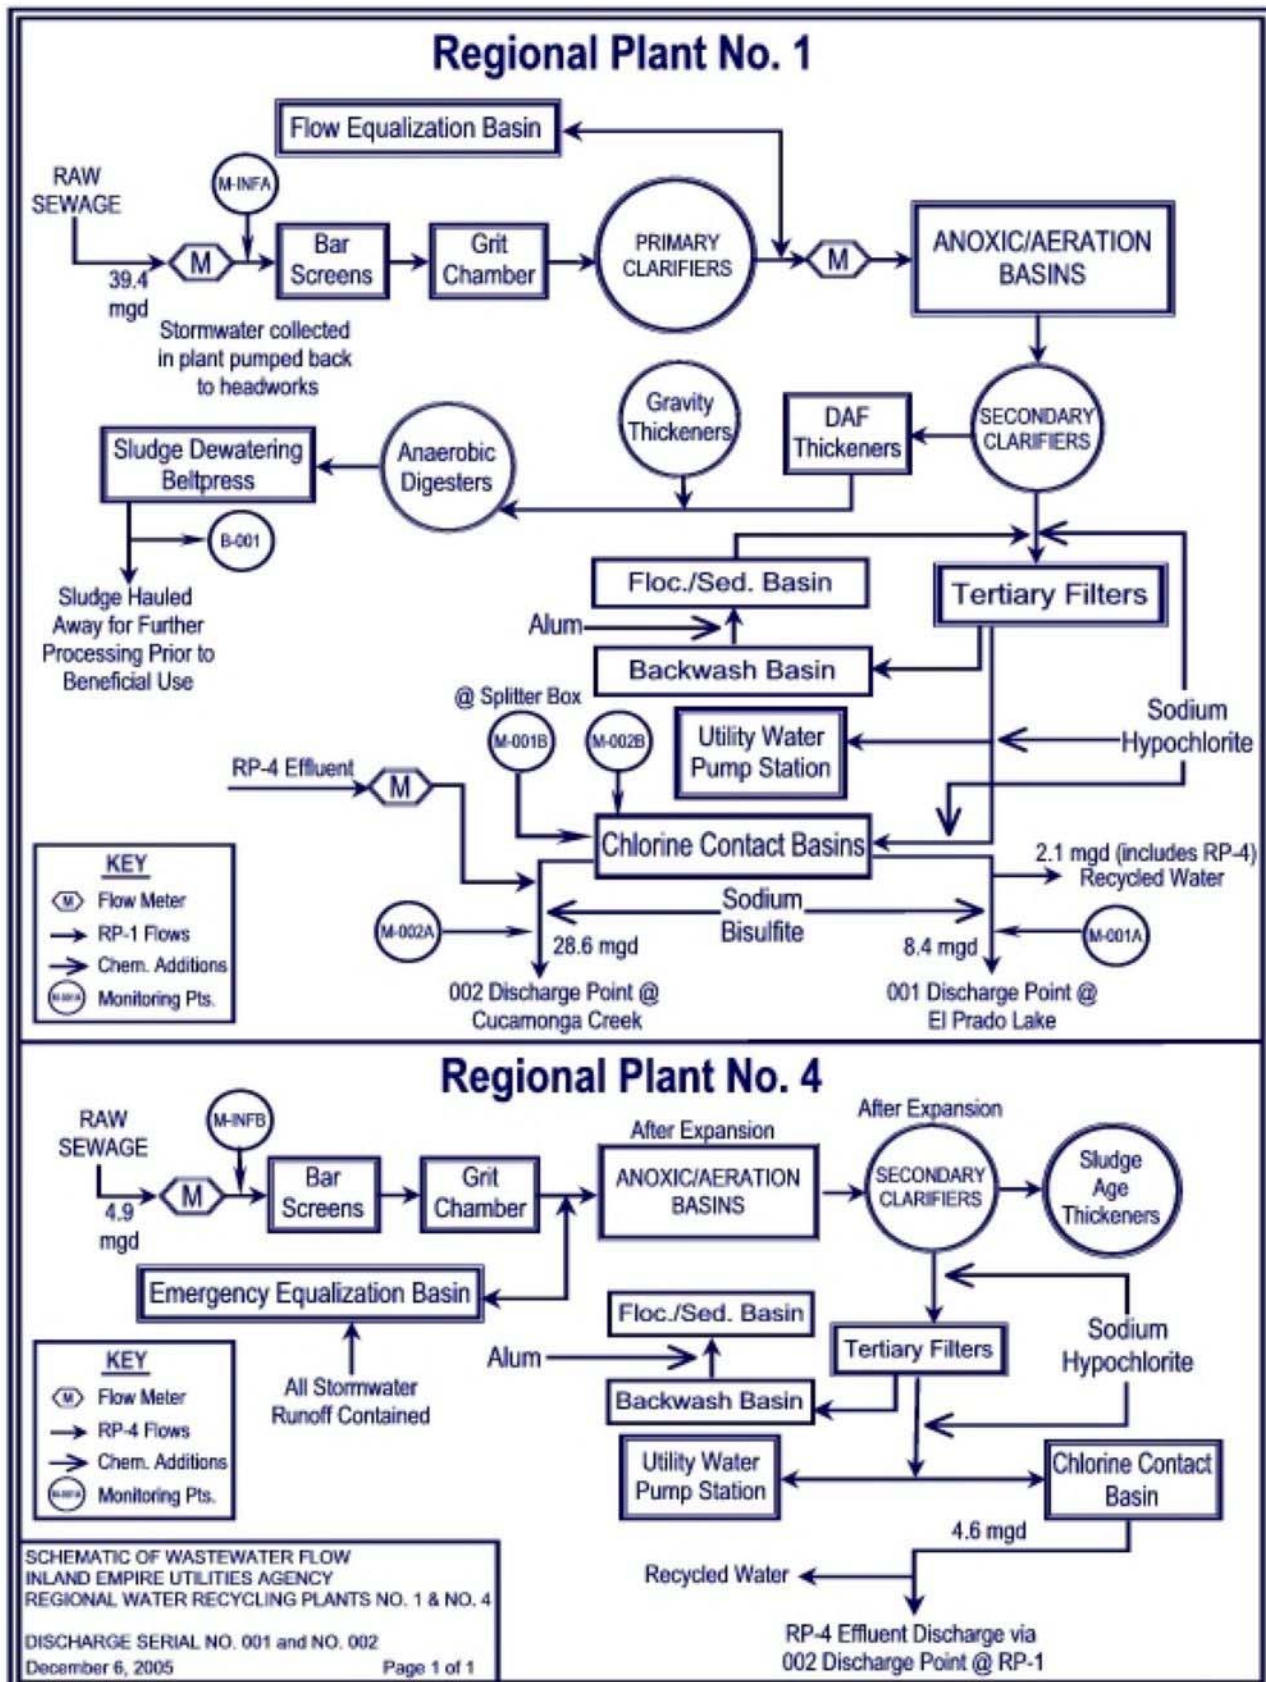 Regional Plant No. 1
Flow Equalization Basin
RAW
SEWAGE
M-INFA
M
39.4
mgd
Bar
Screens
Grit
Chamber
PRIMARY
CLARIFIERS
M
ANOXIC/AERATION
BASINS
Stormwater collected
in plant pumped back
to headworks
Gravity
Thickeners
DAF
Thickeners
SECONDARY
CLARIFIERS
Sludge Dewatering
Beltpress
Anaerobic
Digesters
B-001
Sludge Hauled
Away for Further
Processing Prior to
Beneficial Use
Floc./Sed. Basin
Tertiary Filters
Alum
Backwash Basin
@ Splitter Box
M-001B
M-002B
Utility Water
Pump Station
Sodium
Hypochlorite
RP-4 Effluent
M
Chlorine Contact Basins
2.1 mgd (includes RP-4)
Recycled Water
Sodium
Bisulfite
M-002A
28.6 mgd
8.4 mgd
M-001A
002 Discharge Point @
Cucamonga Creek
001 Discharge Point @
El Prado Lake
KEY
M Flow Meter
RP-1 Flows
Chem. Additions
Monitoring Pts.
Regional Plant No. 4
RAW
SEWAGE
M-INFB
M
4.9
mgd
Bar
Screens
Grit
Chamber
After Expansion
ANOXIC/AERATION
BASINS
After Expansion
SECONDARY
CLARIFIERS
Sludge
Age
Thickeners
Emergency Equalization Basin
All Stormwater
Runoff Contained
Floc./Sed. Basin
Alum
Backwash Basin
Tertiary Filters
Sodium
Hypochlorite
Utility Water
Pump Station
Chlorine Contact
Basin
4.6 mgd
Recycled Water
RP-4 Effluent Discharge via
002 Discharge Point @ RP-1
KEY
M Flow Meter
RP-4 Flows
Chem. Additions
Monitoring Pts.
SCHEMATIC OF WASTEWATER FLOW
INLAND EMPIRE UTILITIES AGENCY
REGIONAL WATER RECYCLING PLANTS NO. 1 & NO. 4
DISCHARGE SERIAL NO. 001 and NO. 002
December 6, 2005 Page 1 of 1